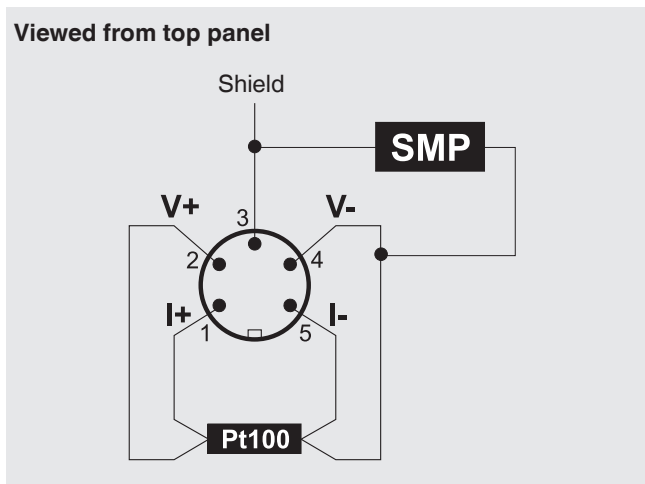 Viewed from top panel
Shield
SMP
V+ 3 V-
2 4
I+ I-
1 5
Pt100